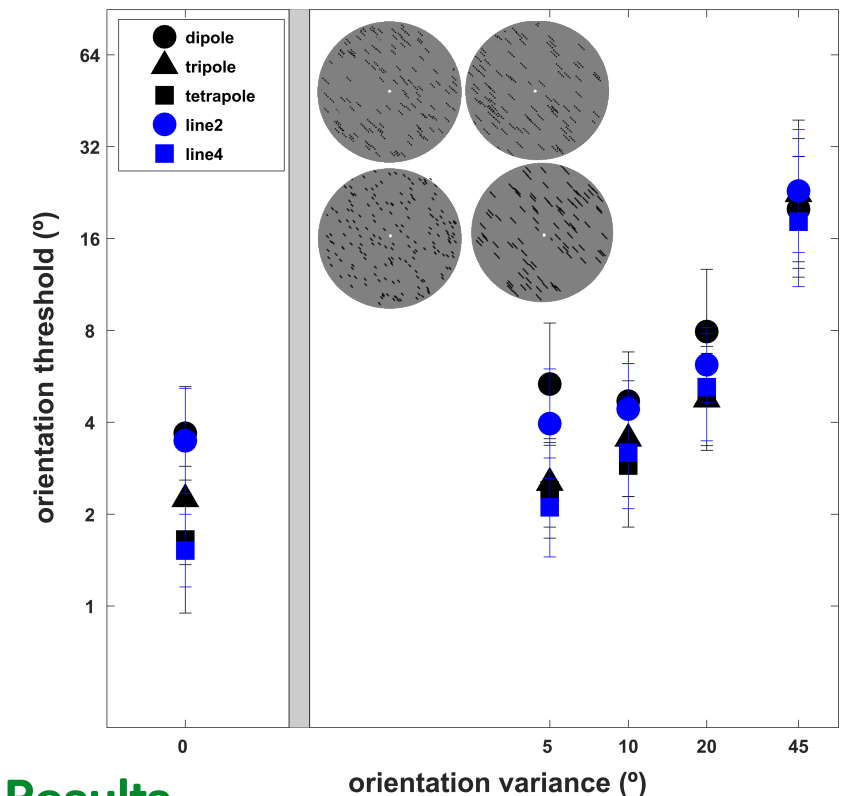 dipole
tripole
tetrapole
line2
line4
64
32
16
8
4
2
1
orientation threshold (º)
0
5
10
20
45
orientation variance (º)
Results